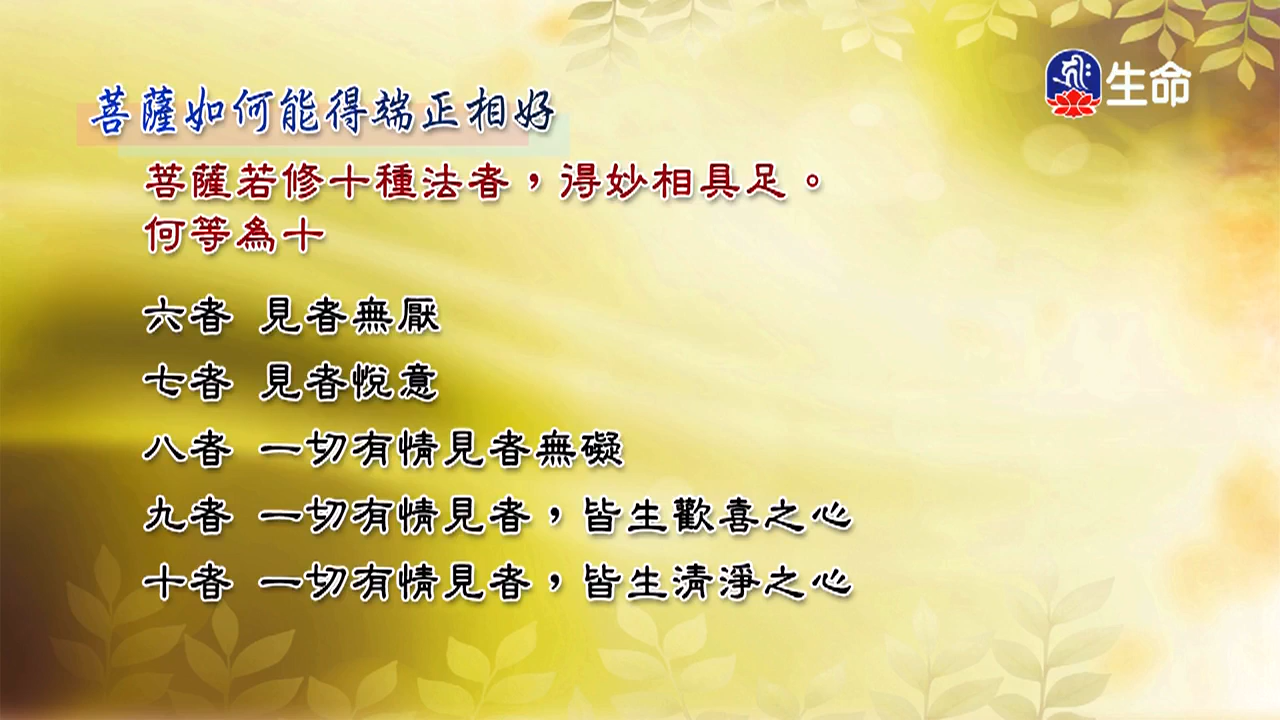 生命
菩薩如何能得端正相好
菩薩若修十種法者，得妙相具足。
何等為十
六者 見者無厭
七者 見者悅意
八者 一切有情見者無礙
九者 一切有情見者，皆生歡喜之心
十者 一切有情見者，皆生清淨之心